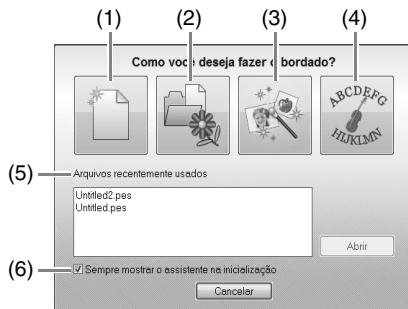 (1) (2) (3) (4)
Como você deseja fazer o bordado?
ABCDEFG
HIJKLMN
(5) Arquivos recentemente usados
Untitled2.pes
Untitled.pes
Abrir
(6) Sempre mostrar o assistente na inicialização
Cancelar